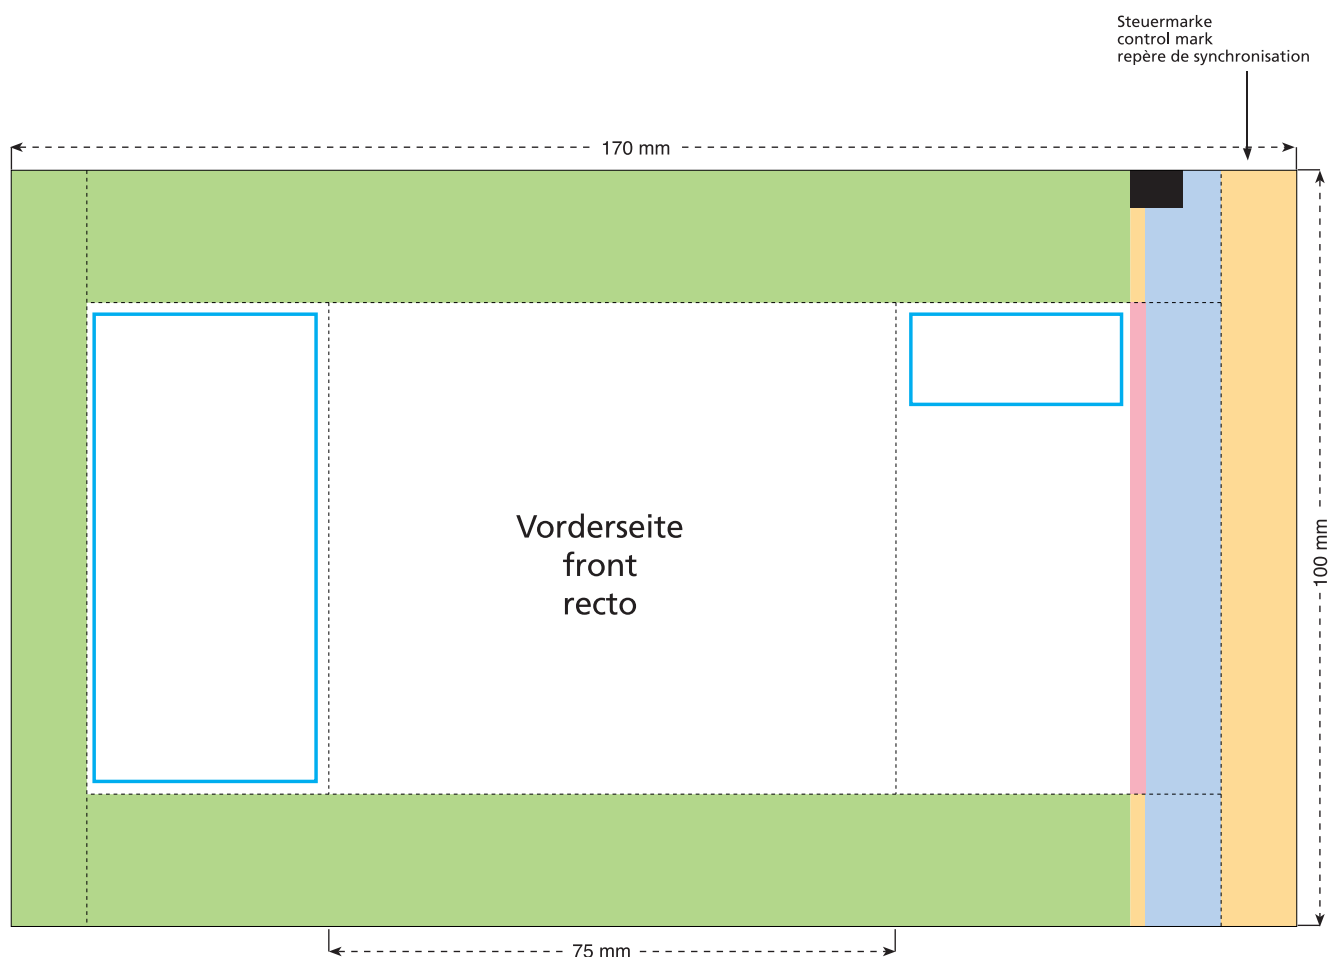 Steuermarke
control mark
repère de synchronisation
170 mm
Vorderseite
front
recto
100 mm
75 mm